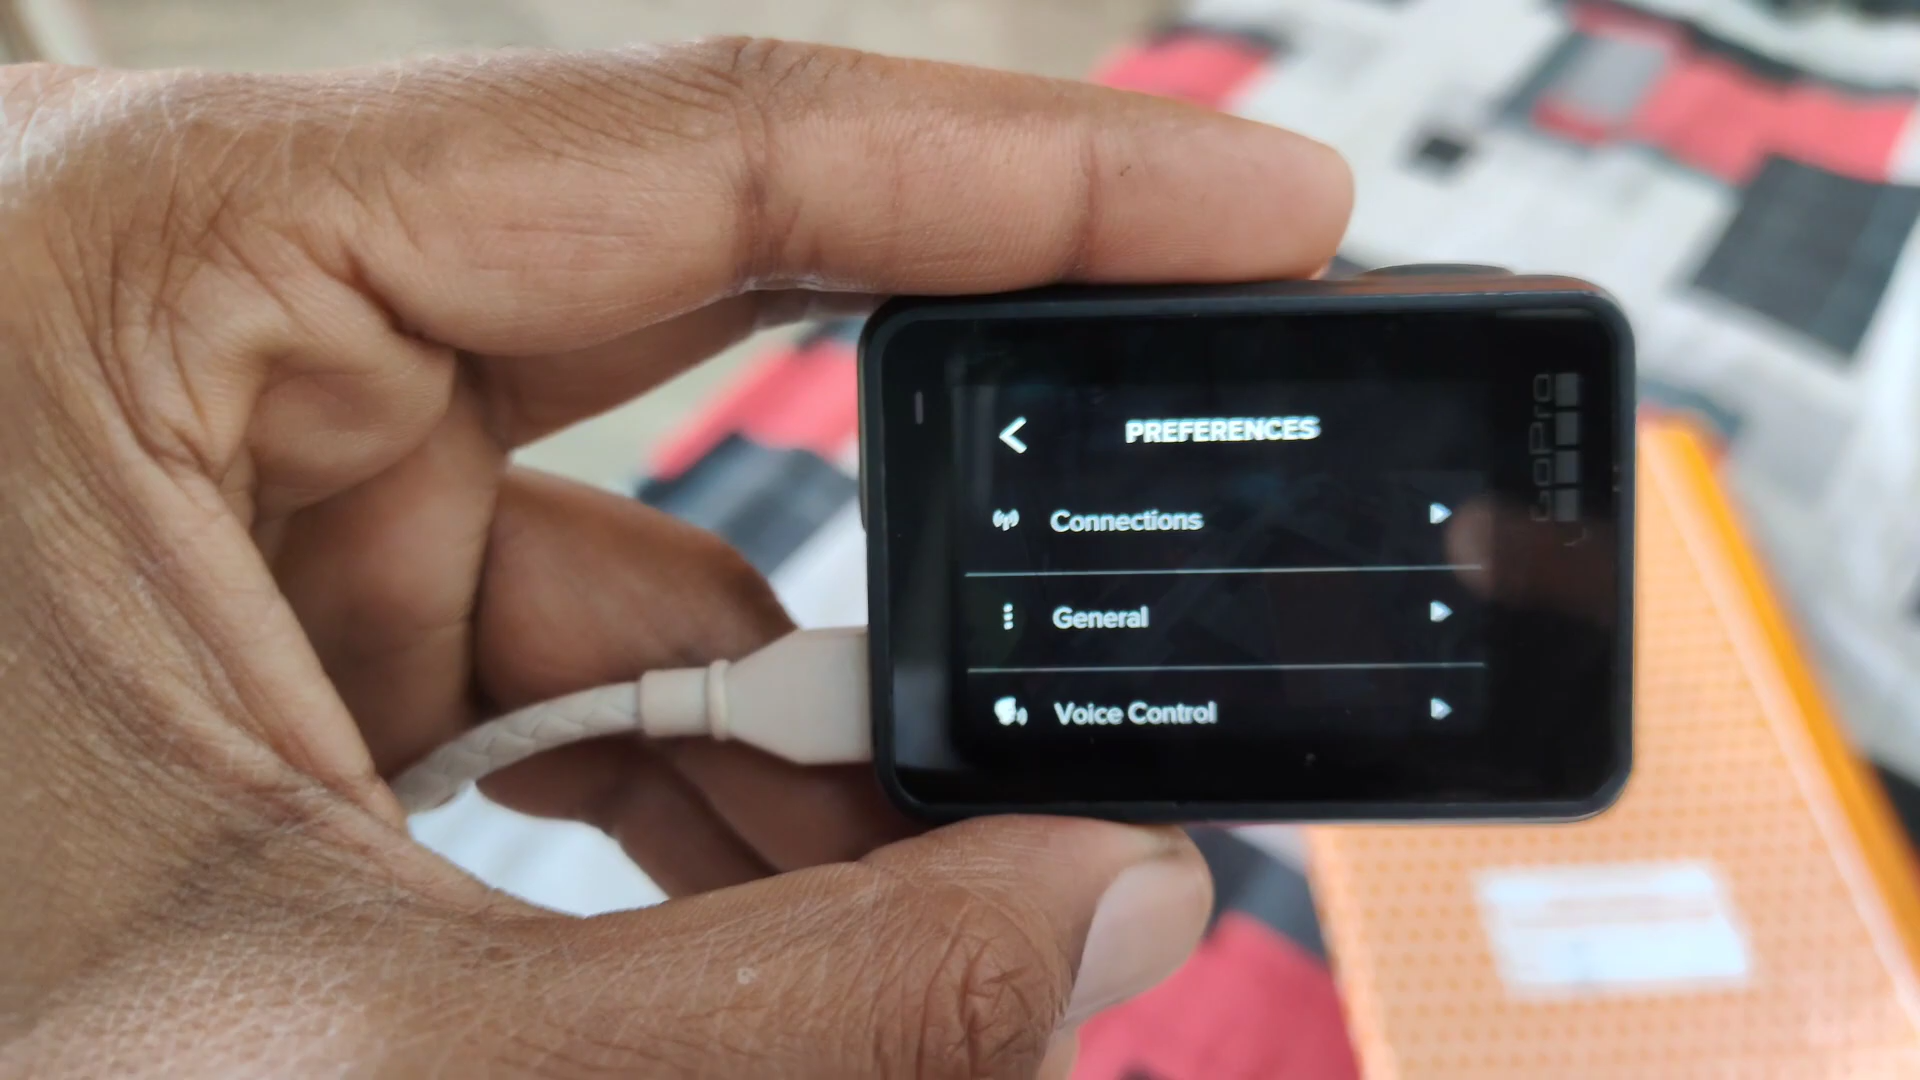 PREFERENCES
Connections
General
Voice Control
GoPro